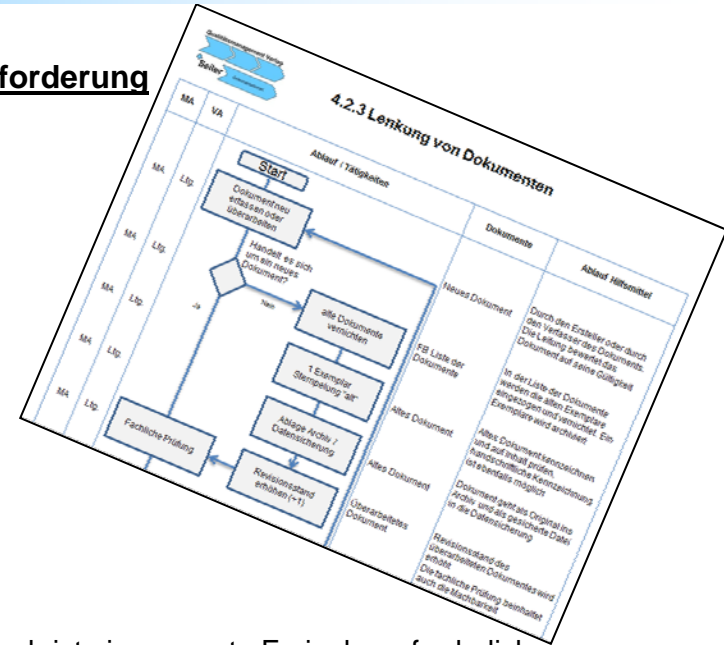 forderung
Qualitätsmanagement Verlag
Seiler
4.2.3 Lenkung von Dokumenten
MA
VA
Ablauf / Tätigkeiten
Dokumente
Ablauf Hilfsmittel
MA
Ltg.
MA
Ltg.
MA
Ltg.
MA
Ltg.
MA
Ltg.
Start
Dokument neu
erfassen oder
überarbeiten
Handelt es sich
um ein neues
Dokument?
Ja
Nein
alte Dokumente
vernichten
1 Exemplar
Stempelung "alt"
Ablage Archiv /
Datensicherung
Revisionsstand
erhöhen (+1)
Fachliche Prüfung
Neues Dokument
FB Liste der
Dokumente
Altes Dokument
Altes Dokument
Überarbeitetes
Dokument
Durch den Ersteller oder durch
den Verfasser des Dokuments.
Die Leitung bewertet das
Dokument auf seine Gültigkeit
In der Liste der Dokumente
werden die alten Exemplare
eingezogen und vernichtet. Ein
Exemplare wird archiviert
Altes Dokument kennzeichnen
und auf Inhalt prüfen,
handschriftliche Kennzeichnung
ist ebenfalls möglich
Dokument geht als Original ins
Archiv und als gesicherte Datei
in die Datensicherung
Revisionsstand des
überarbeiteten Dokumentes wird
erhöht
Die fachliche Prüfung beinhaltet
auch die Machbarkeit